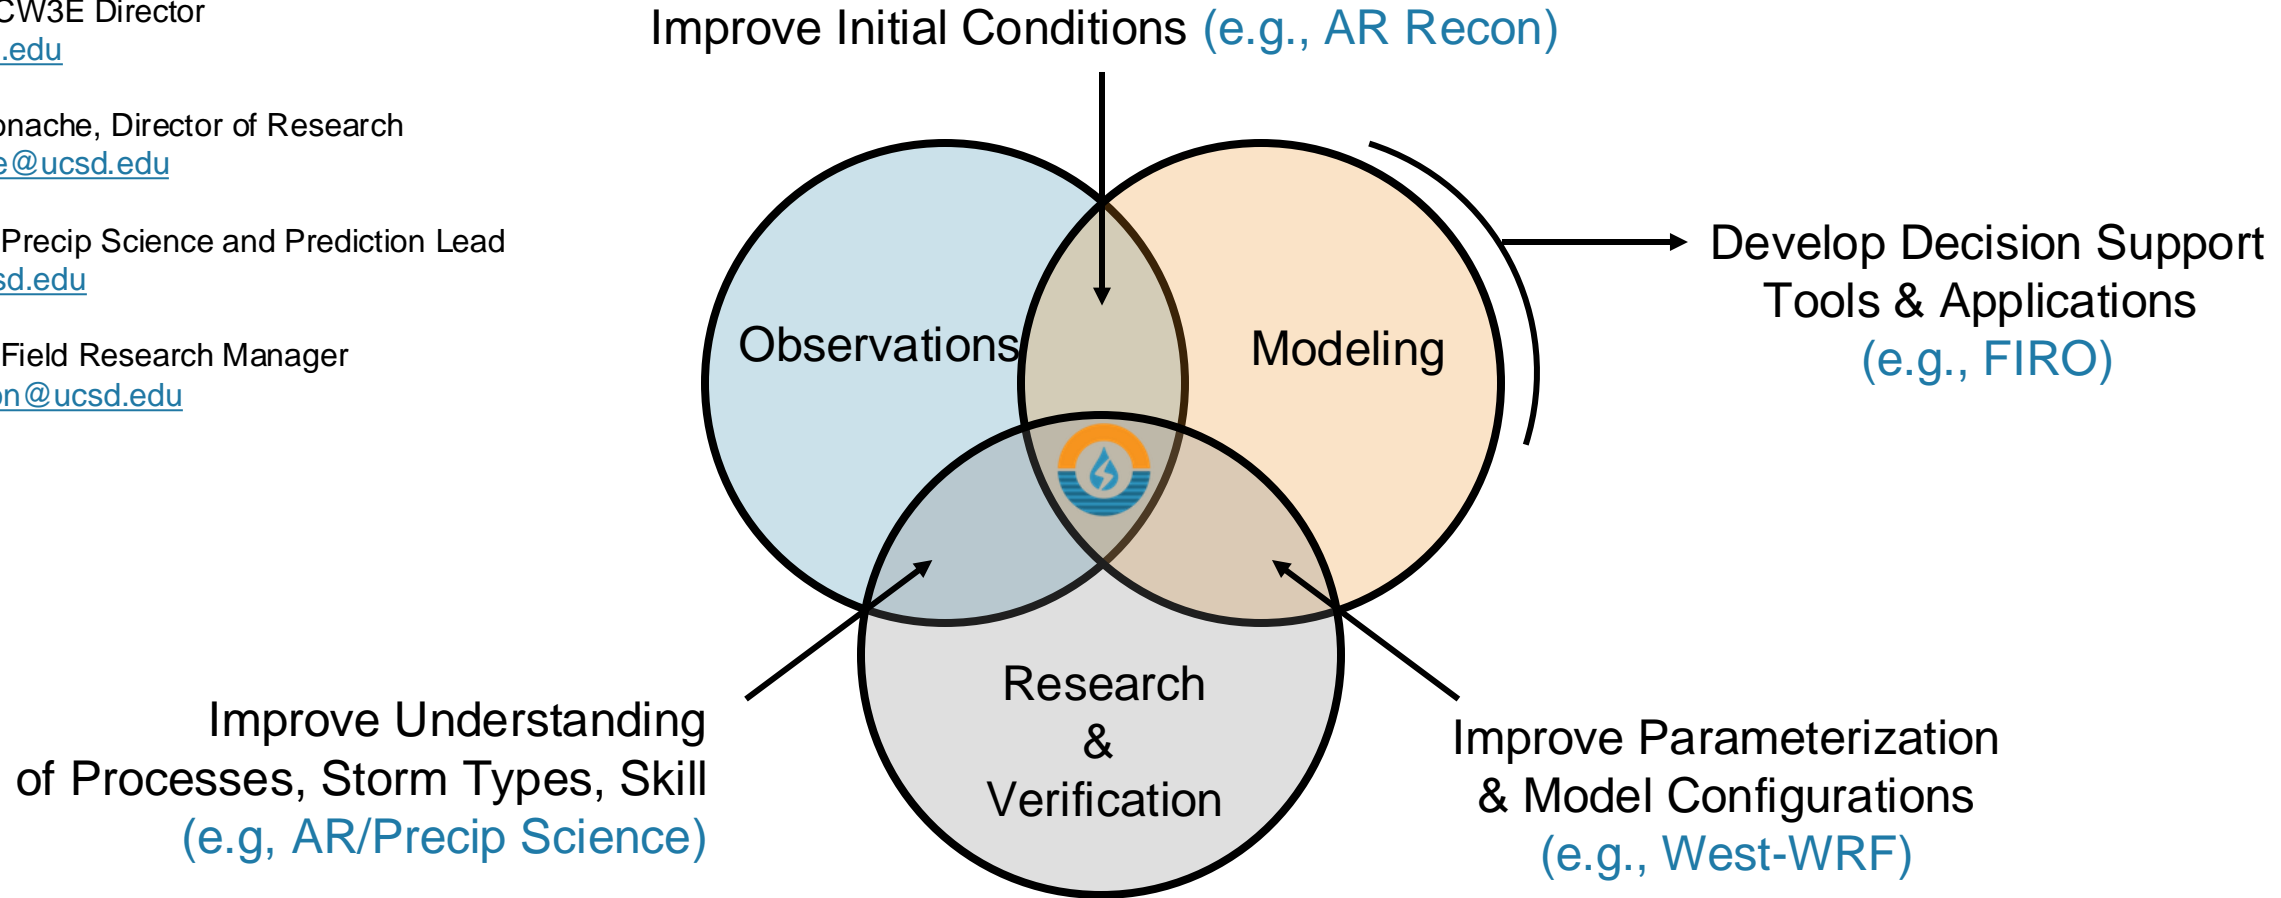 CW3E Director
.edu
onache, Director of Research
e@ucsd.edu
Precip Science and Prediction Lead
sd.edu
Field Research Manager
on@ucsd.edu
Improve Initial Conditions (e.g., AR Recon)
Observations
Modeling
Develop Decision Support
Tools & Applications
(e.g., FIRO)
Research
&
Verification
Improve Understanding
of Processes, Storm Types, Skill
(e.g, AR/Precip Science)
Improve Parameterization
& Model Configurations
(e.g., West-WRF)